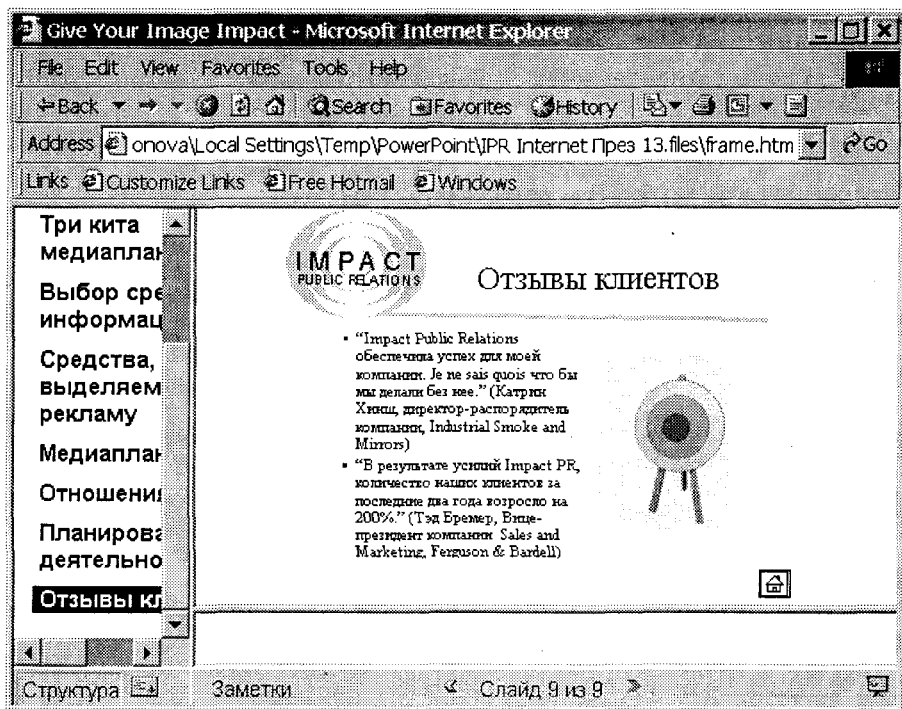 Give Your Image Impact - Microsoft Internet Explorer
File Edit View Favorites Tools Help
Back Search Favorites History
Address onova\Local Settings\Temp\PowerPoint\IPR Internet През 13.files\frame.htm Go
Links Customize Links Free Hotmail Windows
Три кита
медиаплан
Выбор сре
информац
Средства,
выделяем
рекламу
Медиаплан
Отношени
Планирова
деятельно
Отзывы кл
IMPACT
PUBLIC RELATIONS
Отзывы клиентов
▪ “Impact Public Relations
обеспечила успех для моей
компании. Je ne sais quois что бы
мы делали без нее.” (Катрин
Хинш, директор-распорядитель
компании, Industrial Smoke and
Mirrors)
▪ “В результате усилий Impact PR,
количество наших клиентов за
последние два года возросло на
200%.” (Тэд Бремер, Вице-
президент компании Sales and
Marketing, Ferguson & Bardell)
Структура Заметки Слайд 9 из 9